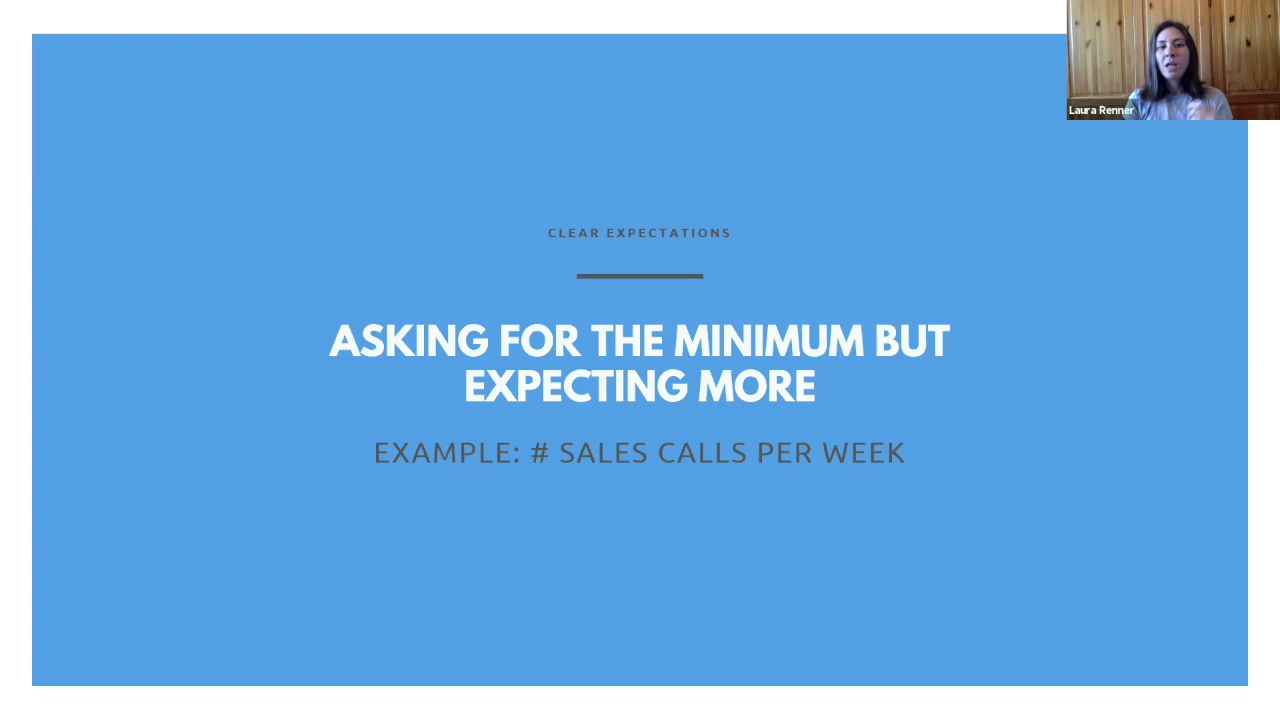 Laura Renner
CLEAR EXPECTATIONS
ASKING FOR THE MINIMUM BUT
EXPECTING MORE
EXAMPLE: # SALES CALLS PER WEEK